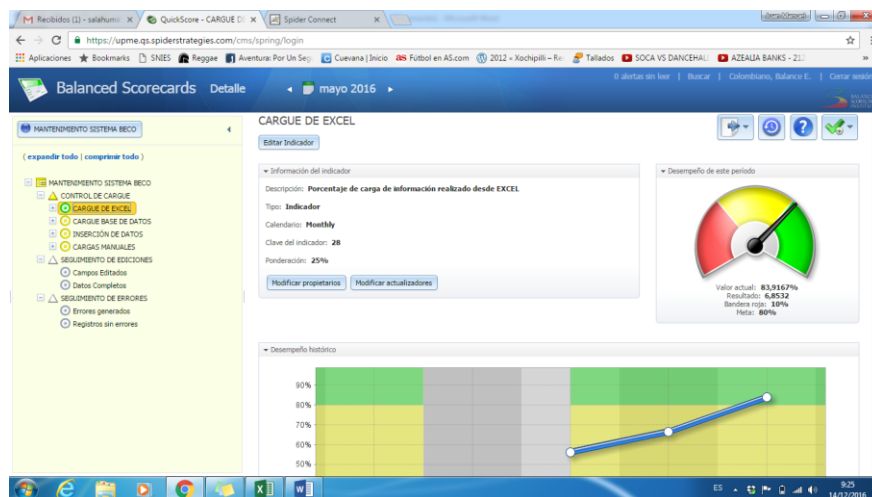 Recibidos (1) - salahumi
QuickScore - CARGUE DE
Spider Connect
https://upme.qs.spiderstrategies.com/cms/spring/login
Aplicaciones Bookmarks SNIES Reggae Aventura: Por Un Seg Cuevana | Inicio as Fútbol en AS.com 2012 « Xochipilli – Re Tallados SOCA VS DANCEHALL AZEALIA BANKS - 212 »
Balanced Scorecards Detalle mayo 2016
0 alertas sin leer | Buscar | Colombiano, Balance E. | Cerrar sesión
MANTENIMIENTO SISTEMA BECO
( expandir todo | comprimir todo )
MANTENIMIENTO SISTEMA BECO
CONTROL DE CARGUE
CARGUE DE EXCEL
CARGUE BASE DE DATOS
INSERCIÓN DE DATOS
CARGAS MANUALES
SEGUIMIENTO DE EDICIONES
Campos Editados
Datos Completos
SEGUIMIENTO DE ERRORES
Errores generados
Registros sin errores
CARGUE DE EXCEL
Editar Indicador
Información del indicador
Descripción: Porcentaje de carga de información realizado desde EXCEL
Tipo: Indicador
Calendario: Monthly
Clave del indicador: 28
Ponderación: 25%
Modificar propietarios Modificar actualizadores
Desempeño de este período
Valor actual: 83,9167%
Resultado: 6,8532
Bandera roja: 10%
Meta: 80%
Desempeño histórico
90%
80%
70%
60%
50%
ES
9:25
14/12/2016